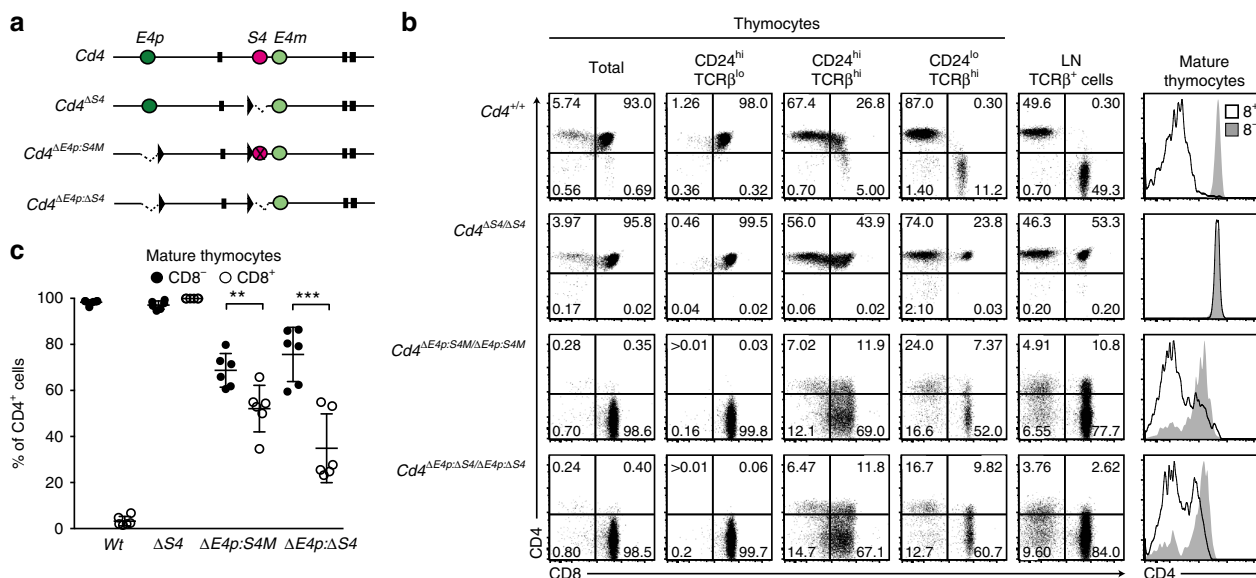 a
E4p S4 E4m
Cd4
Cd4ΔS4
Cd4ΔE4p:S4M
Cd4ΔE4p:ΔS4
b
Thymocytes
Total
CD24hi
TCRβlo
CD24hi
TCRβhi
CD24lo
TCRβhi
LN
TCRβ+ cells
Mature
thymocytes
Cd4+/+
5.74 93.0 1.26 98.0 67.4 26.8 87.0 0.30 49.6 0.30
0.56 0.69 0.36 0.32 0.70 5.00 1.40 11.2 0.70 49.3
8+
8−
Cd4ΔS4/ΔS4
3.97 95.8 0.46 99.5 56.0 43.9 74.0 23.8 46.3 53.3
0.17 0.02 0.04 0.02 0.06 0.02 2.10 0.03 0.20 0.20
Cd4ΔE4p:S4M/ΔE4p:S4M
0.28 0.35 >0.01 0.03 7.02 11.9 24.0 7.37 4.91 10.8
0.70 98.6 0.16 99.8 12.1 69.0 16.6 52.0 6.55 77.7
Cd4ΔE4p:ΔS4/ΔE4p:ΔS4
0.24 0.40 >0.01 0.06 6.47 11.8 16.7 9.82 3.76 2.62
0.80 98.5 0.2 99.7 14.7 67.1 12.7 60.7 9.60 84.0
CD4
CD8
CD4
c
Mature thymocytes
CD8− CD8+
** ***
% of CD4+ cells
100
80
60
40
20
0
Wt ΔS4 ΔE4p:S4M ΔE4p:ΔS4